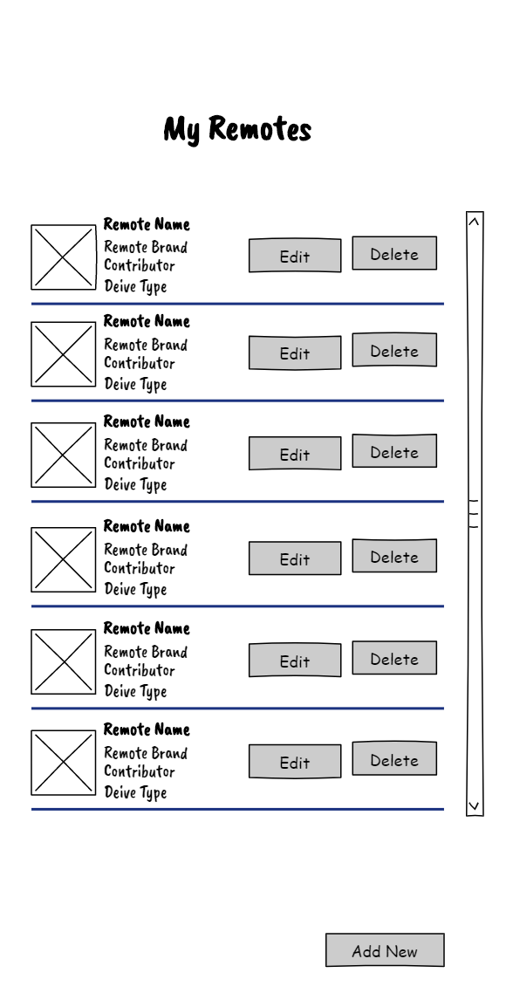 My Remotes
Remote Name
Remote Brand
Contributor
Deive Type
Edit
Delete
Remote Name
Remote Brand
Contributor
Deive Type
Edit
Delete
Remote Name
Remote Brand
Contributor
Deive Type
Edit
Delete
Remote Name
Remote Brand
Contributor
Deive Type
Edit
Delete
Remote Name
Remote Brand
Contributor
Deive Type
Edit
Delete
Remote Name
Remote Brand
Contributor
Deive Type
Edit
Delete
Add New